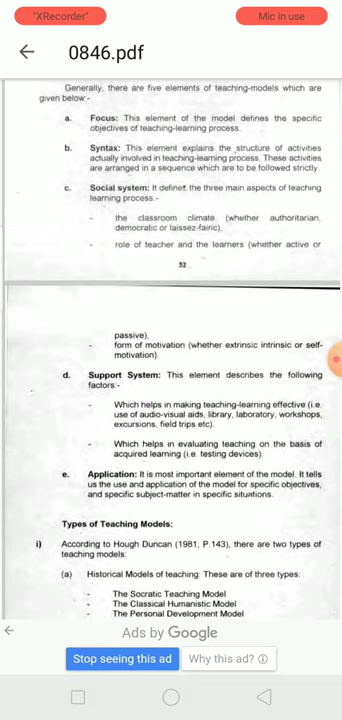 "XRecorder"
Mic in use
0846.pdf
Generally, there are five elements of teaching-models which are
given below:-
a. Focus: This element of the model defines the specific
objectives of teaching-learning process.
b. Syntax: This element explains the structure of activities
actually involved in teaching-learning process. These activities
are arranged in a sequence which are to be followed strictly.
c. Social system: It defines the three main aspects of teaching
learning process:-
- the classroom climate (whether authoritarian,
democratic or laissez-fairic),
- role of teacher and the learners (whether active or
52
passive),
- form of motivation (whether extrinsic intrinsic or self-
motivation).
d. Support System: This element describes the following
factors:-
- Which helps in making teaching-learning effective (i.e.
use of audio-visual aids, library, laboratory, workshops,
excursions, field trips etc).
- Which helps in evaluating teaching on the basis of
acquired learning (i.e. testing devices).
e. Application: It is most important element of the model. It tells
us the use and application of the model for specific objectives,
and specific subject-matter in specific situations.
Types of Teaching Models:
i) According to Hough Duncan (1981, P.143), there are two types of
teaching models:
(a) Historical Models of teaching: These are of three types:
- The Socratic Teaching Model
- The Classical Humanistic Model
- The Personal Development Model
Ads by Google
Stop seeing this ad
Why this ad?